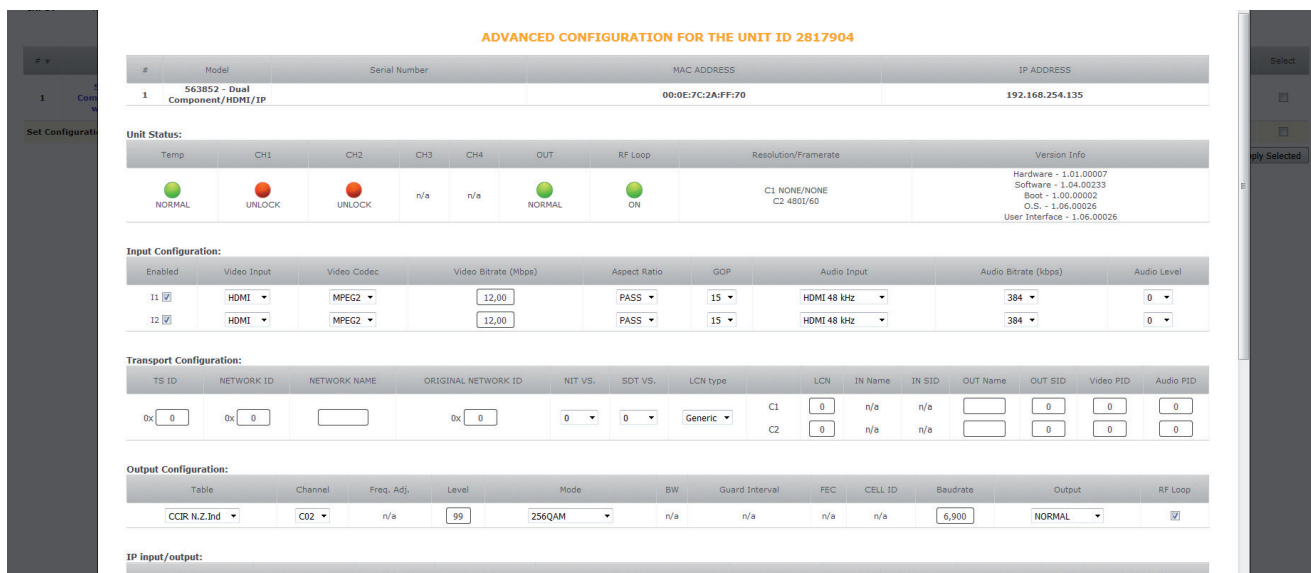 ADVANCED CONFIGURATION FOR THE UNIT ID 2817904
# Model Serial Number MAC ADDRESS IP ADDRESS
1 563852 - Dual Component/HDMI/IP 00:0E:7C:2A:FF:70 192.168.254.135
# Select
1 Com
Set Configurati
ply Selected
Unit Status:
Temp CH1 CH2 CH3 CH4 OUT RF Loop Resolution/Framerate Version Info
NORMAL UNLOCK UNLOCK n/a n/a NORMAL ON
C1 NONE/NONE
C2 480I/60
Hardware - 1.01.00007
Software - 1.04.00233
Boot - 1.00.00002
O.S. - 1.06.00026
User Interface - 1.06.00026
Input Configuration:
Enabled Video Input Video Codec Video Bitrate (Mbps) Aspect Ratio GOP Audio Input Audio Bitrate (kbps) Audio Level
I1 HDMI MPEG2 12,00 PASS 15 HDMI 48 kHz 384 0
I2 HDMI MPEG2 12,00 PASS 15 HDMI 48 kHz 384 0
Transport Configuration:
TS ID NETWORK ID NETWORK NAME ORIGINAL NETWORK ID NIT VS. SDT VS. LCN type LCN IN Name IN SID OUT Name OUT SID Video PID Audio PID
0x 0 0x 0 0x 0 0 0 Generic
C1 0 n/a n/a 0 0 0
C2 0 n/a n/a 0 0 0
Output Configuration:
Table Channel Freq. Adj. Level Mode BW Guard Interval FEC CELL ID Baudrate Output RF Loop
CCIR N.Z.Ind C02 n/a 99 256QAM n/a n/a n/a n/a 6,900 NORMAL
IP input/output: